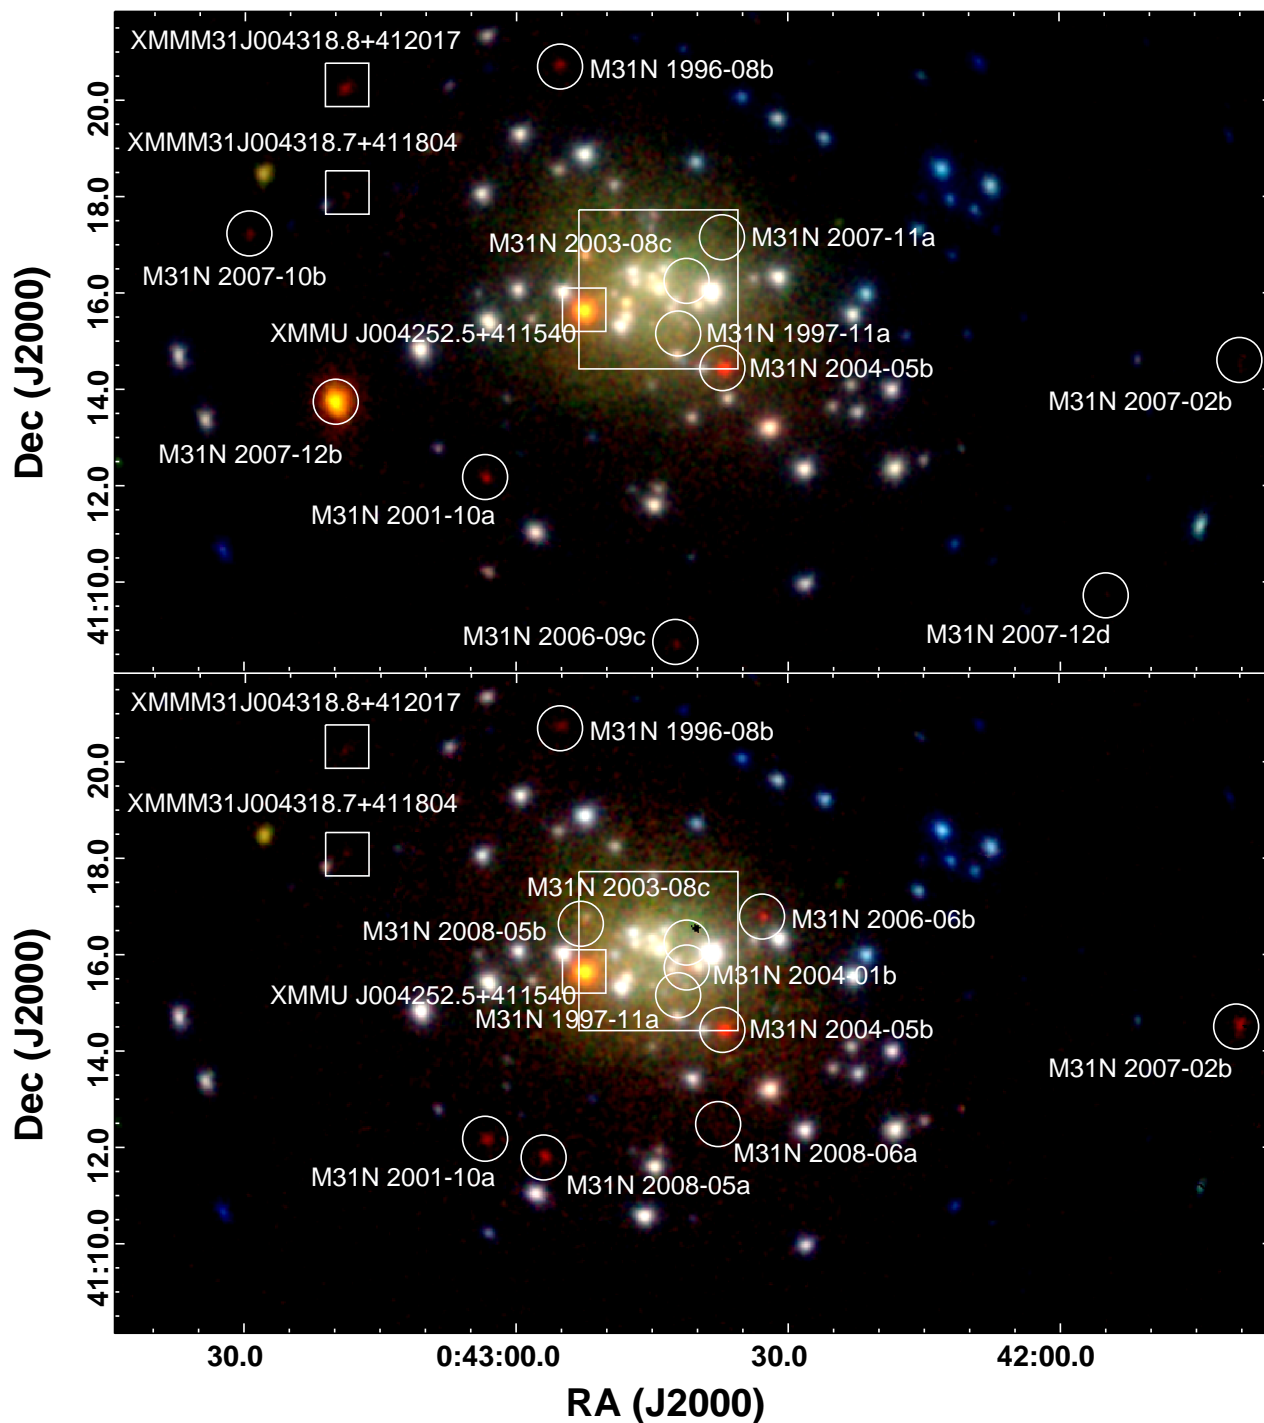 XMMM31J004318.8+412017
M31N 1996-08b
XMMM31J004318.7+411804
M31N 2003-08c
M31N 2007-11a
M31N 2007-10b
XMMU J004252.5+411540
M31N 1997-11a
M31N 2004-05b
M31N 2007-02b
M31N 2007-12b
M31N 2001-10a
M31N 2006-09c
M31N 2007-12d
20.0
18.0
16.0
14.0
12.0
41:10.0
Dec (J2000)
XMMM31J004318.8+412017
M31N 1996-08b
XMMM31J004318.7+411804
M31N 2003-08c
M31N 2006-06b
M31N 2008-05b
M31N 2004-01b
XMMU J004252.5+411540
M31N 1997-11a
M31N 2004-05b
M31N 2007-02b
M31N 2008-06a
M31N 2001-10a
M31N 2008-05a
20.0
18.0
16.0
14.0
12.0
41:10.0
Dec (J2000)
30.0
0:43:00.0
30.0
42:00.0
RA (J2000)